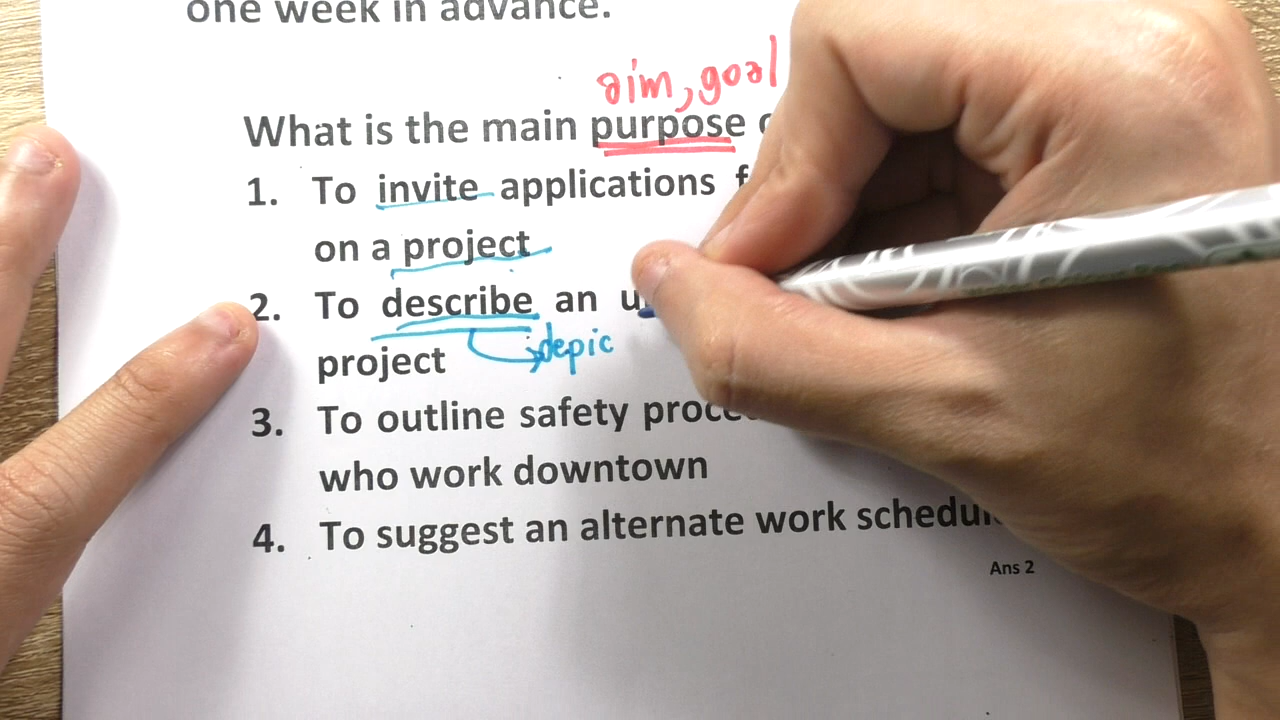 one week in advance.
aim, goal
What is the main purpose
1. To invite applications
on a project
2. To describe an
depic
project
3. To outline safety
who work downtown
4. To suggest an alternate work
Ans 2